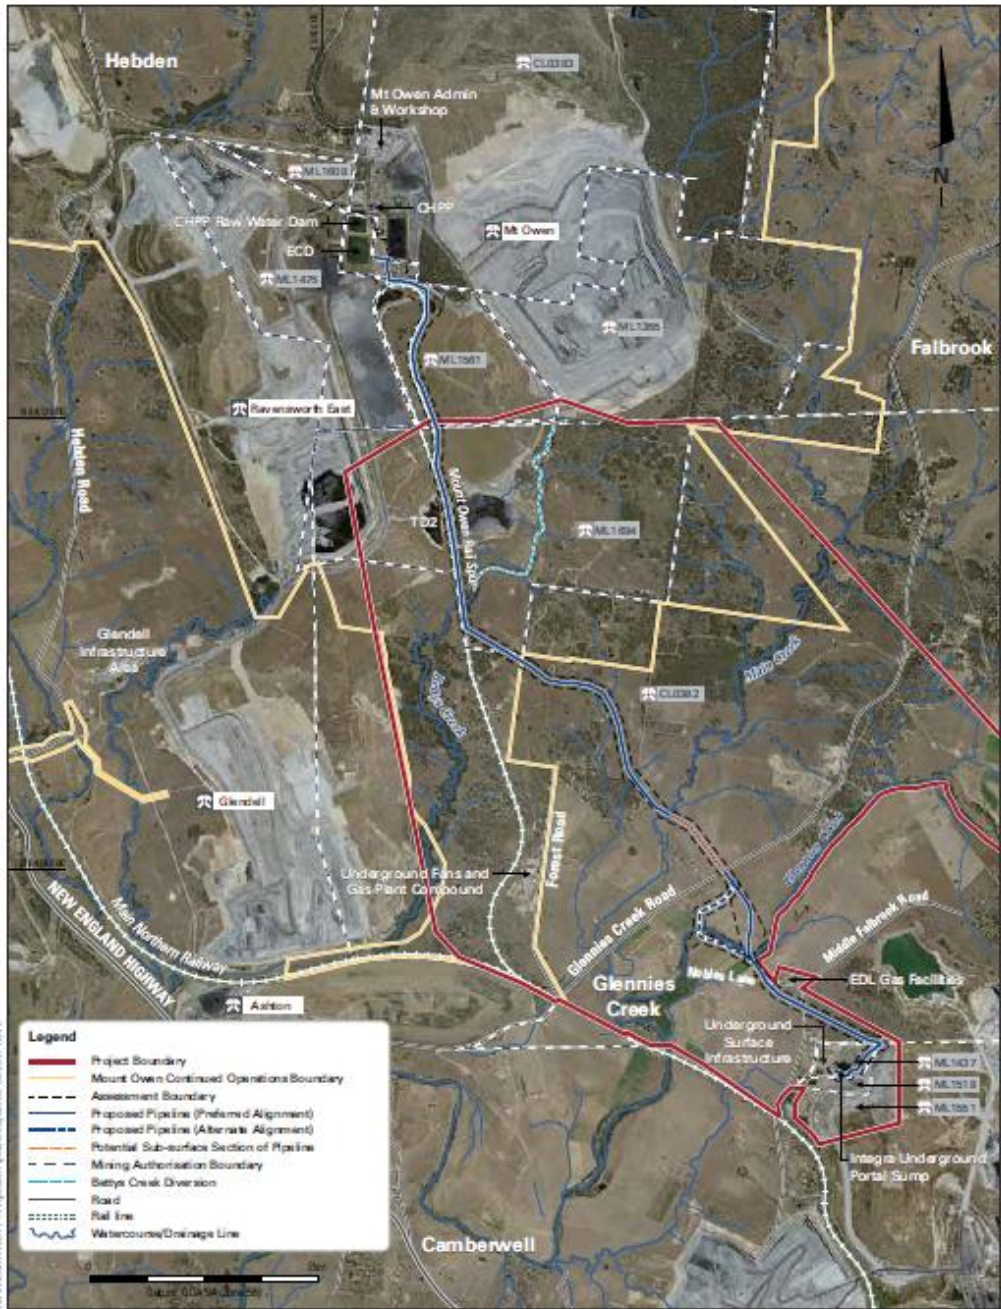 Hebden
CL0383
Mt Owen Admin
& Workshop
CHPP
CHPP Raw Water Dam
ECD
Mt Owen
ML1475
ML1355
ML1561
Falbrook
N
Ravensworth East
Hebden Road
Mount Owen Rail Spur
TD2
ML1694
Glendell
Infrastructure
Area
Bettys Creek
Main Creek
CL0382
Glendell
Forest Road
Underground Fans and
Gas Plant Compound
Glennies Creek Road
Middle Falbrook Road
NEW ENGLAND HIGHWAY
Main Northern Railway
Nobles Lane
EDL Gas Facilities
Glennies
Creek
Ashton
Underground
Surface
Infrastructure
ML1437
ML1518
ML1551
Integra Underground
Portal Sump
Camberwell
Legend
Project Boundary
Mount Owen Continued Operations Boundary
Assessment Boundary
Proposed Pipeline (Preferred Alignment)
Proposed Pipeline (Alternate Alignment)
Potential Sub-surface Section of Pipeline
Mining Authorisation Boundary
Bettys Creek Diversion
Road
Rail line
Watercourse/Drainage Line